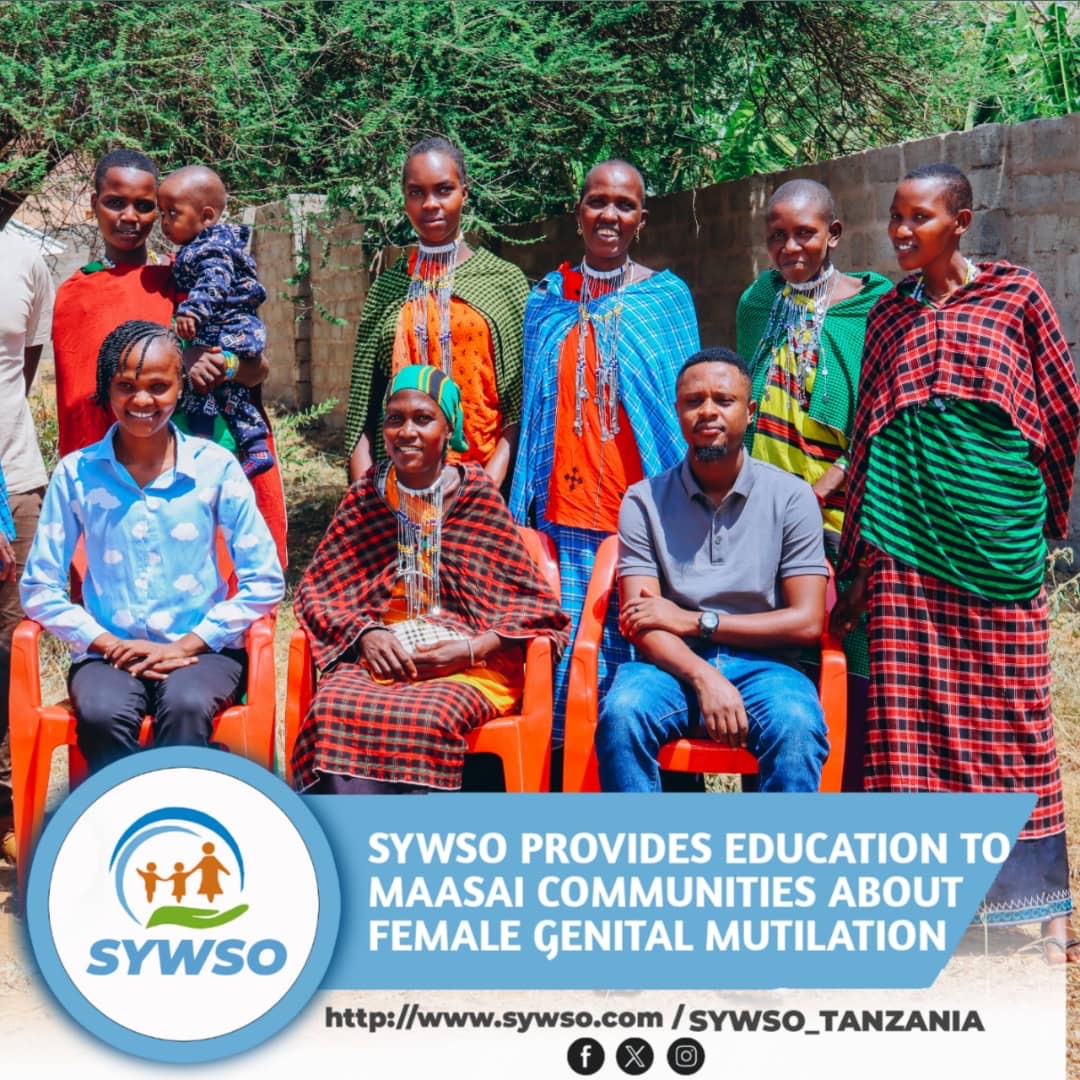 SYWSO PROVIDES EDUCATION TO
MAASAI COMMUNITIES ABOUT
FEMALE GENITAL MUTILATION
SYWSO
http://www.sywso.com / SYWSO_TANZANIA